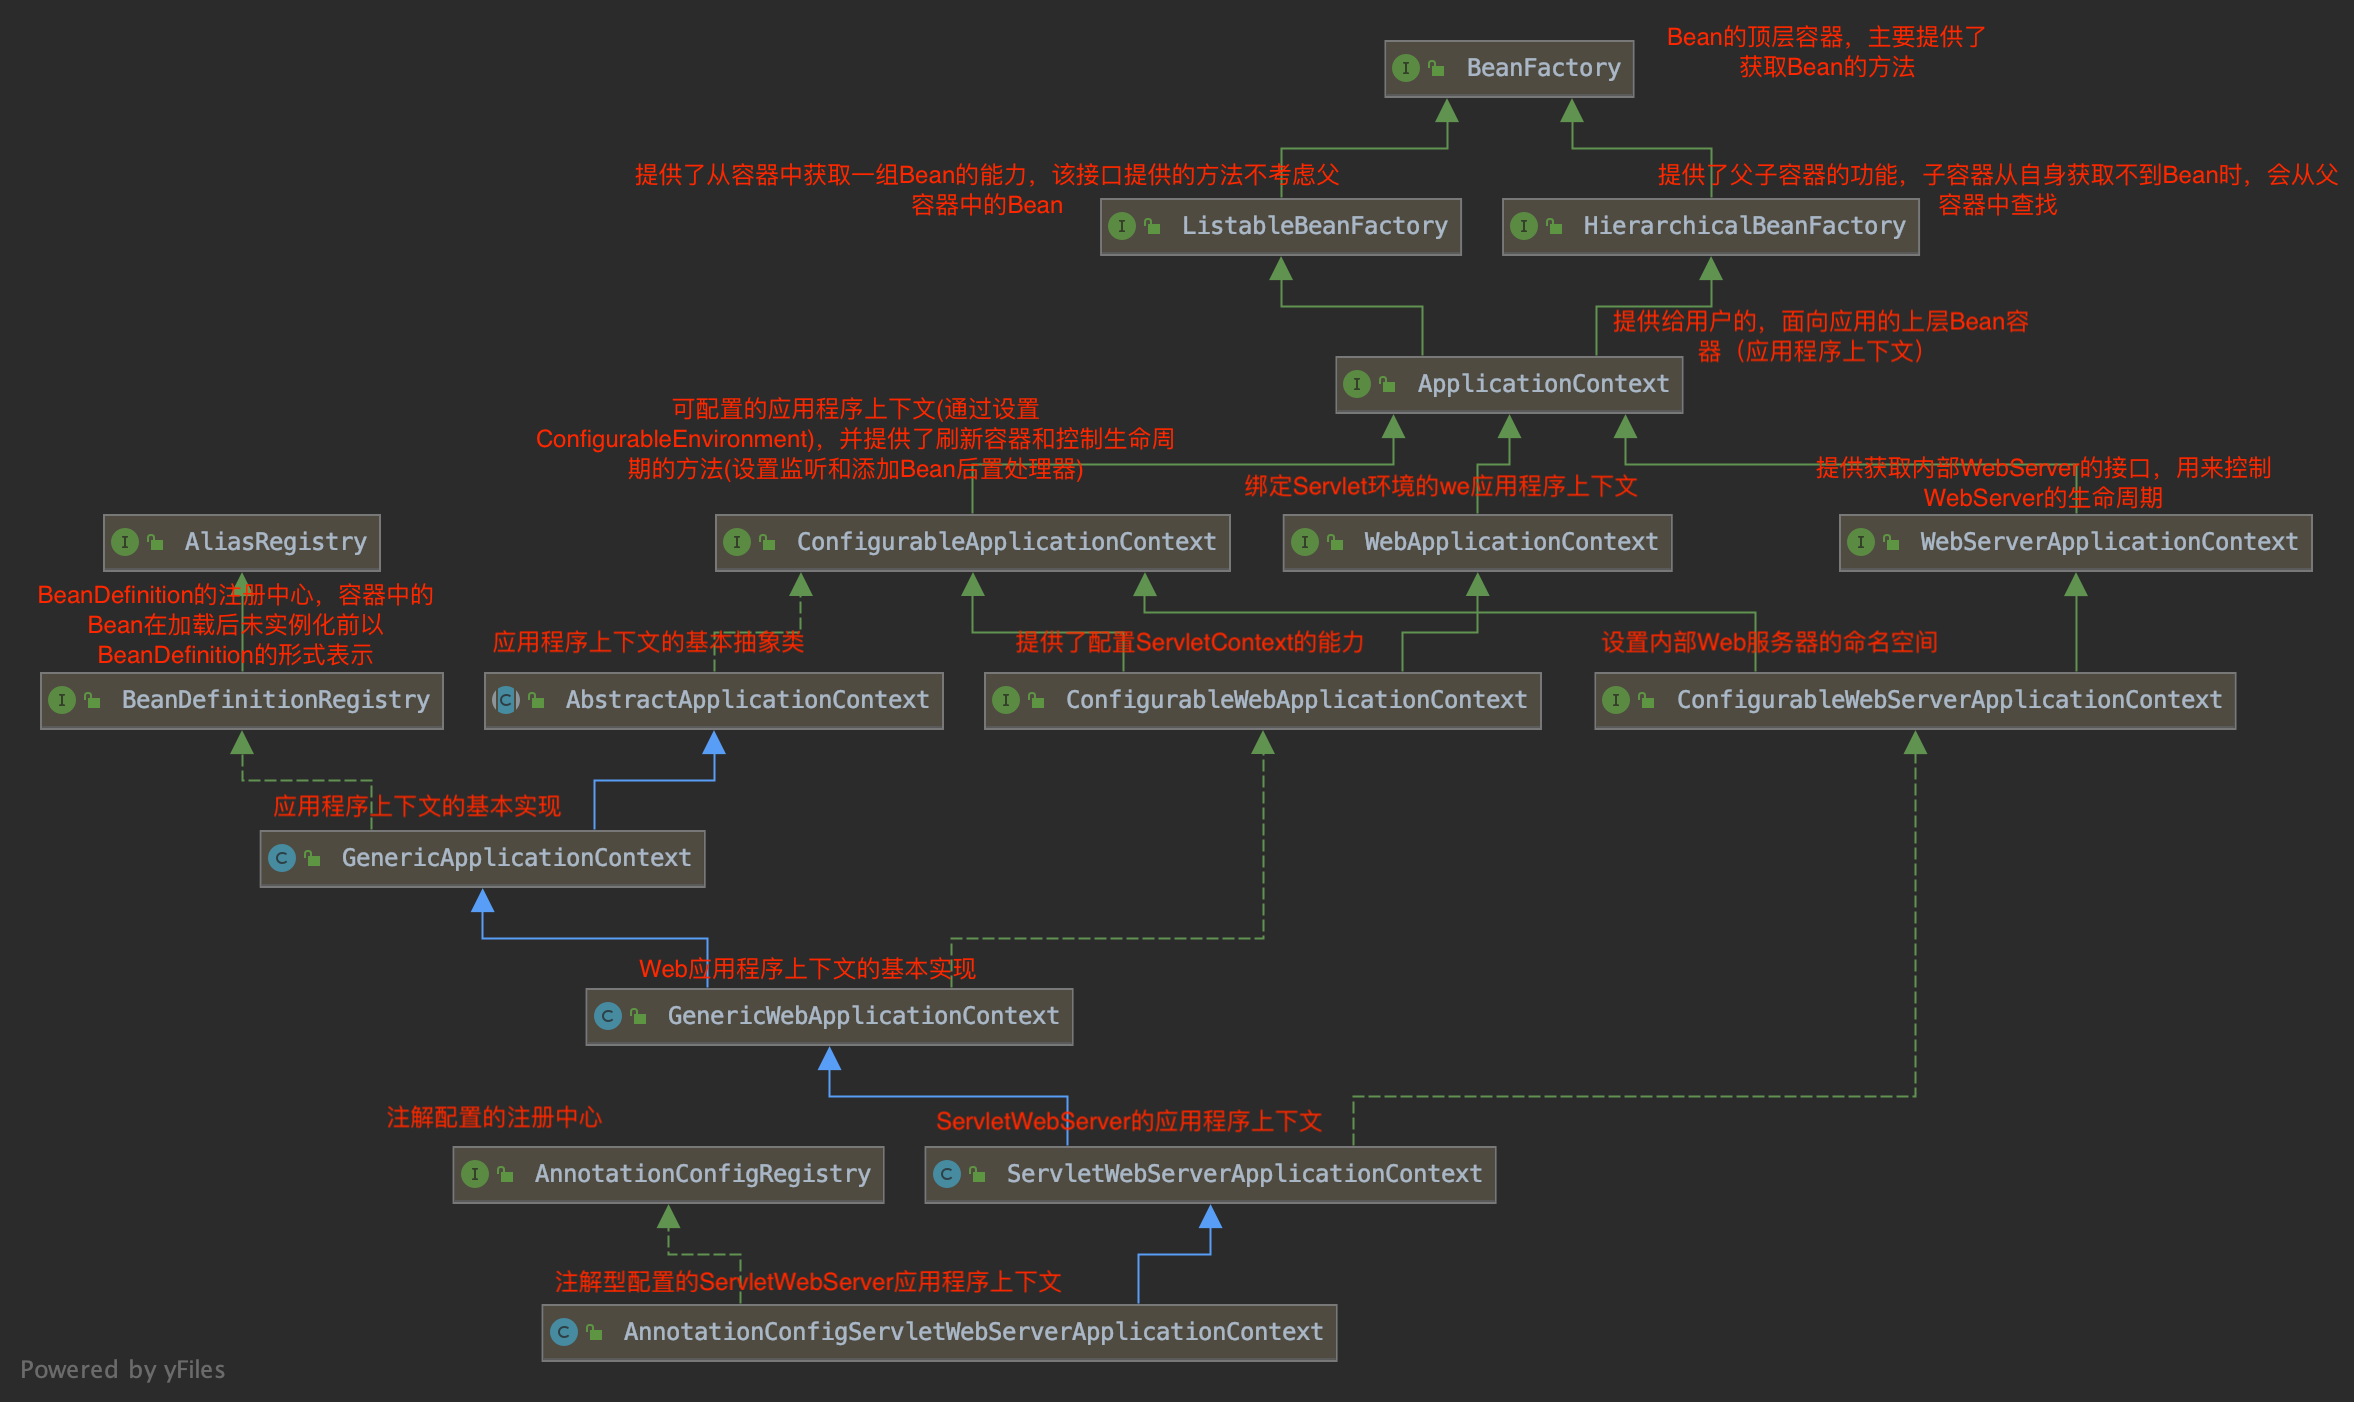 BeanFactory
Bean的顶层容器，主要提供了
获取Bean的方法
提供了从容器中获取一组Bean的能力，该接口提供的方法不考虑父
容器中的Bean
ListableBeanFactory
提供了父子容器的功能，子容器从自身获取不到Bean时，会从父
容器中查找
HierarchicalBeanFactory
提供给用户的，面向应用的上层Bean容
器（应用程序上下文）
ApplicationContext
可配置的应用程序上下文(通过设置
ConfigurableEnvironment)，并提供了刷新容器和控制生命周
期的方法(设置监听和添加Bean后置处理器)
绑定Servlet环境的we应用程序上下文
提供获取内部WebServer的接口，用来控制
WebServer的生命周期
AliasRegistry
ConfigurableApplicationContext
WebApplicationContext
WebServerApplicationContext
BeanDefinition的注册中心，容器中的
Bean在加载后未实例化前以
BeanDefinition的形式表示
应用程序上下文的基本抽象类
提供了配置ServletContext的能力
设置内部Web服务器的命名空间
BeanDefinitionRegistry
AbstractApplicationContext
ConfigurableWebApplicationContext
ConfigurableWebServerApplicationContext
应用程序上下文的基本实现
GenericApplicationContext
Web应用程序上下文的基本实现
GenericWebApplicationContext
注解配置的注册中心
ServletWebServer的应用程序上下文
AnnotationConfigRegistry
ServletWebServerApplicationContext
注解型配置的ServletWebServer应用程序上下文
AnnotationConfigServletWebServerApplicationContext
Powered by yFiles